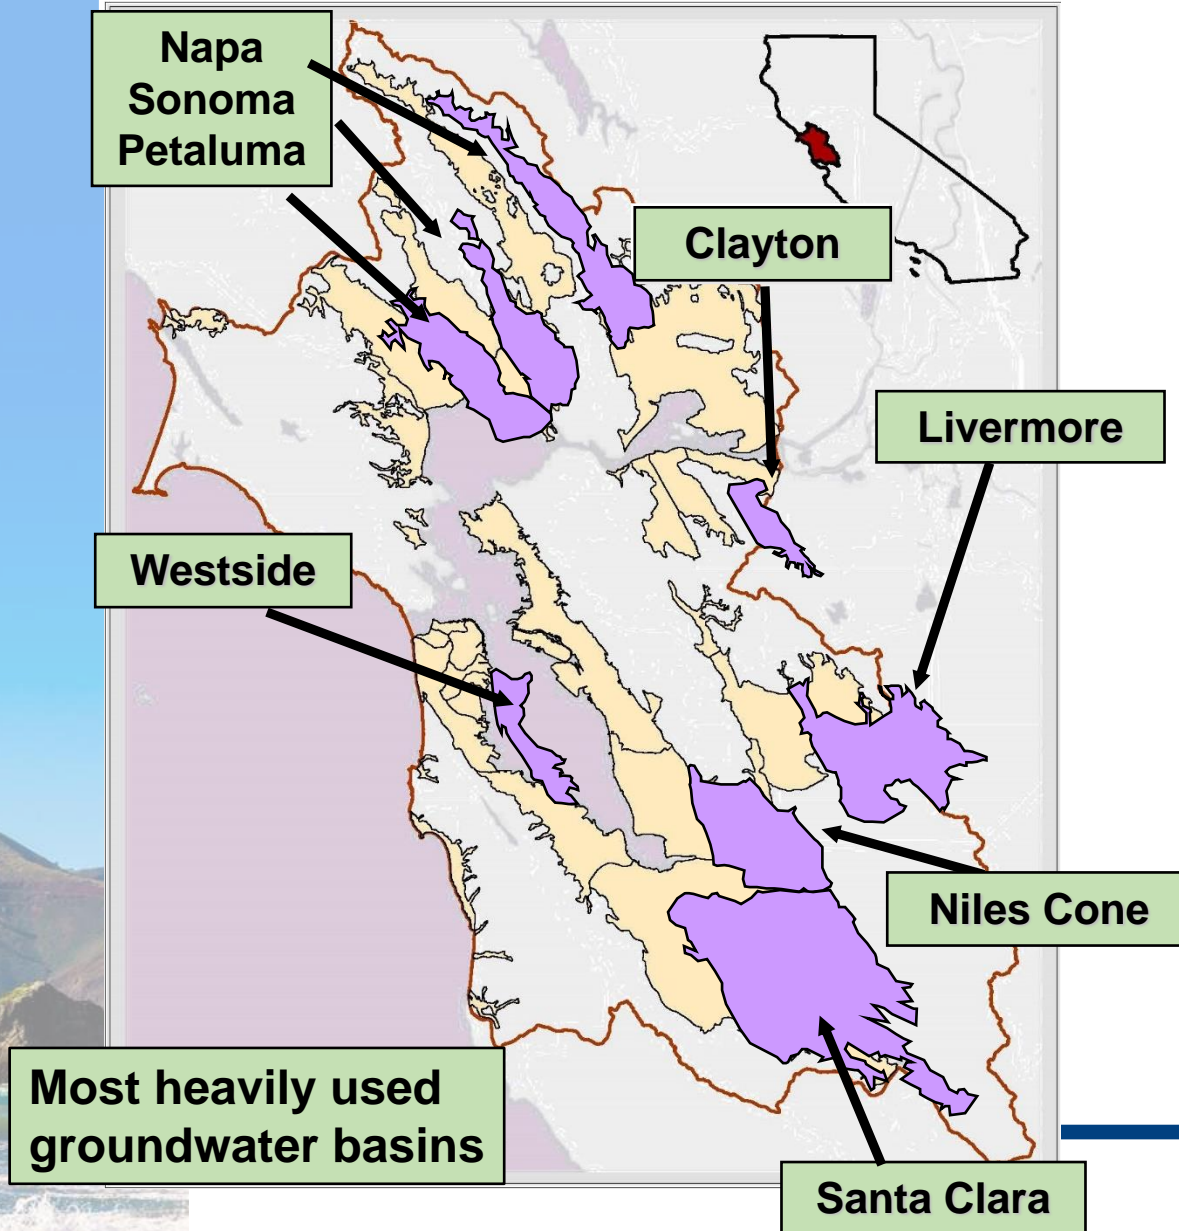 Napa
Sonoma
Petaluma
Clayton
Livermore
Westside
Niles Cone
Most heavily used
groundwater basins
Santa Clara